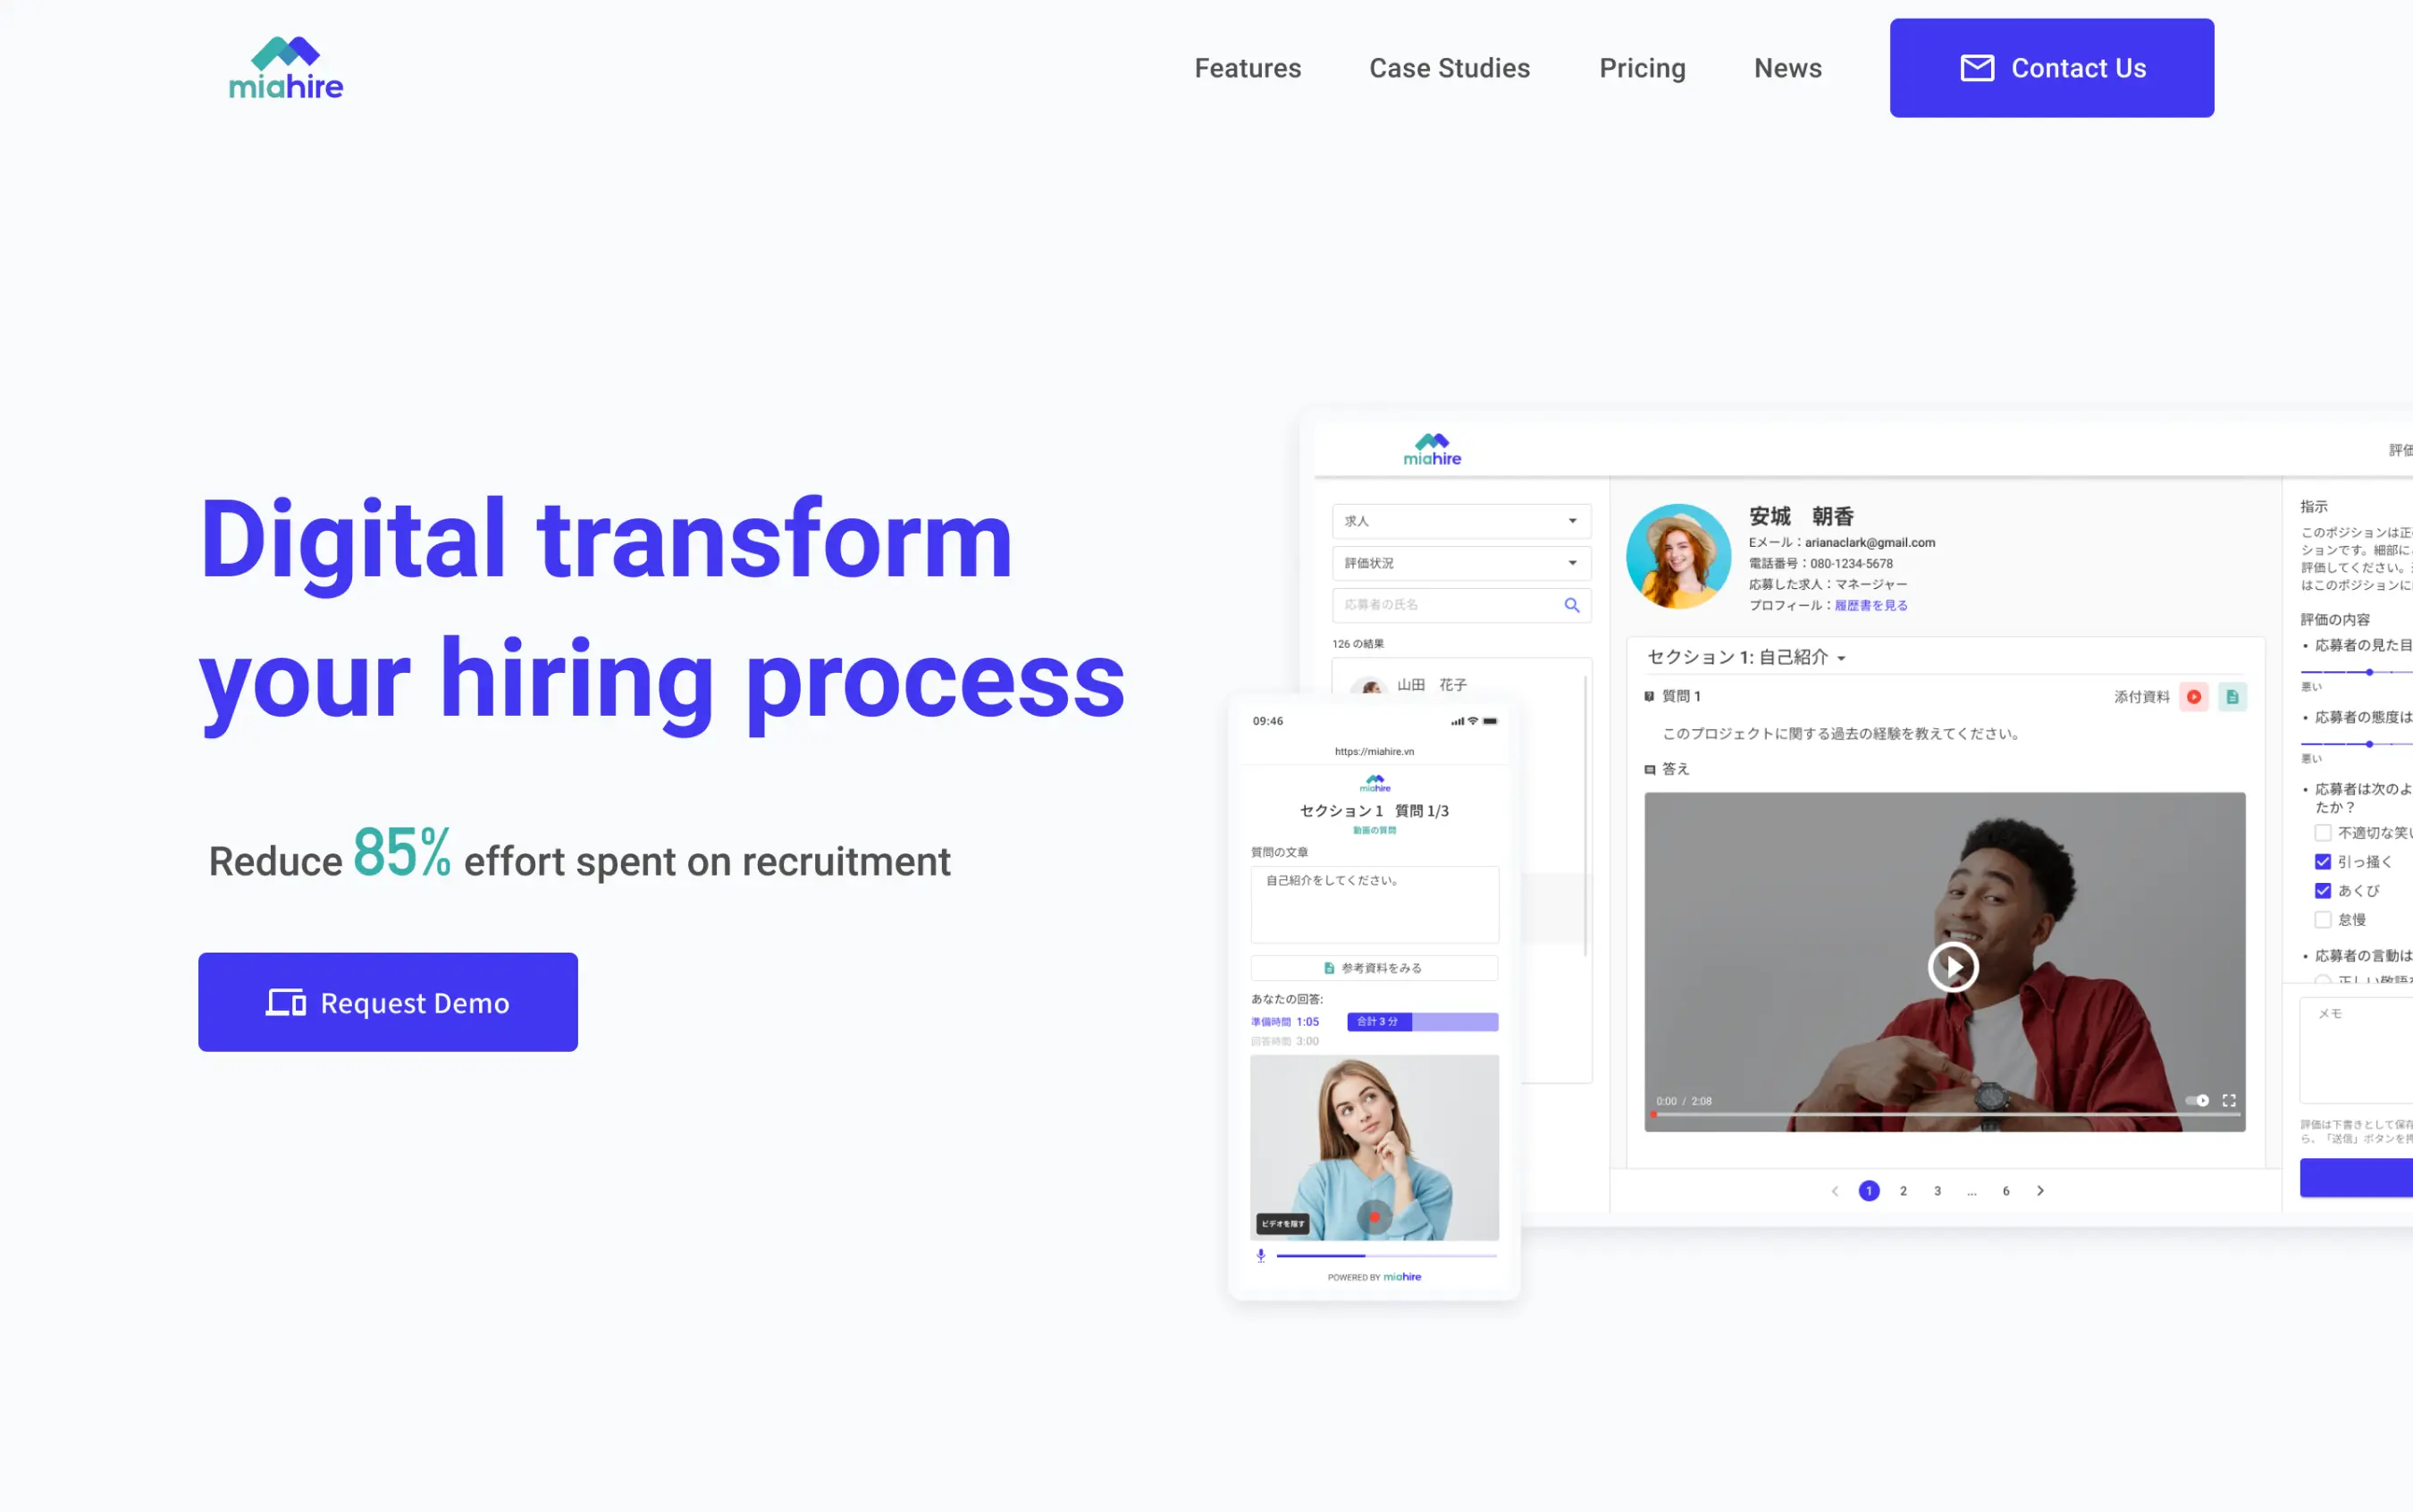 miahire
Features
Case Studies
Pricing
News
Contact Us
Digital transform
your hiring process
Reduce 85% effort spent on recruitment
Request Demo
miahire
評価
求人
評価状況
応募者の氏名
126 の結果
山田 花子
安城 朝香
Eメール：arianaclark@gmail.com
電話番号：080-1234-5678
応募した求人：マネージャー
プロフィール：履歴書を見る
セクション 1: 自己紹介
質問 1
添付資料
このプロジェクトに関する過去の経験を教えてください。
答え
0:00 / 2:08
1 2 3 ... 6
指示
このポジションは正
ションです。細部に
評価してください。
はこのポジションに
評価の内容
• 応募者の見た目
悪い
• 応募者の態度は
悪い
• 応募者は次のよ
たか？
不適切な笑い
引っ掻く
あくび
怠慢
• 応募者の言動は
正しい敬語
メモ
評価は下書きとして保存
ら、「送信」ボタンを押
09:46
https://miahire.vn
miahire
セクション 1 質問 1/3
動画の質問
質問の文章
自己紹介をしてください。
参考資料をみる
あなたの回答:
準備時間 1:05
合計 3 分
回答時間 3:00
ビデオを隠す
POWERED BY miahire